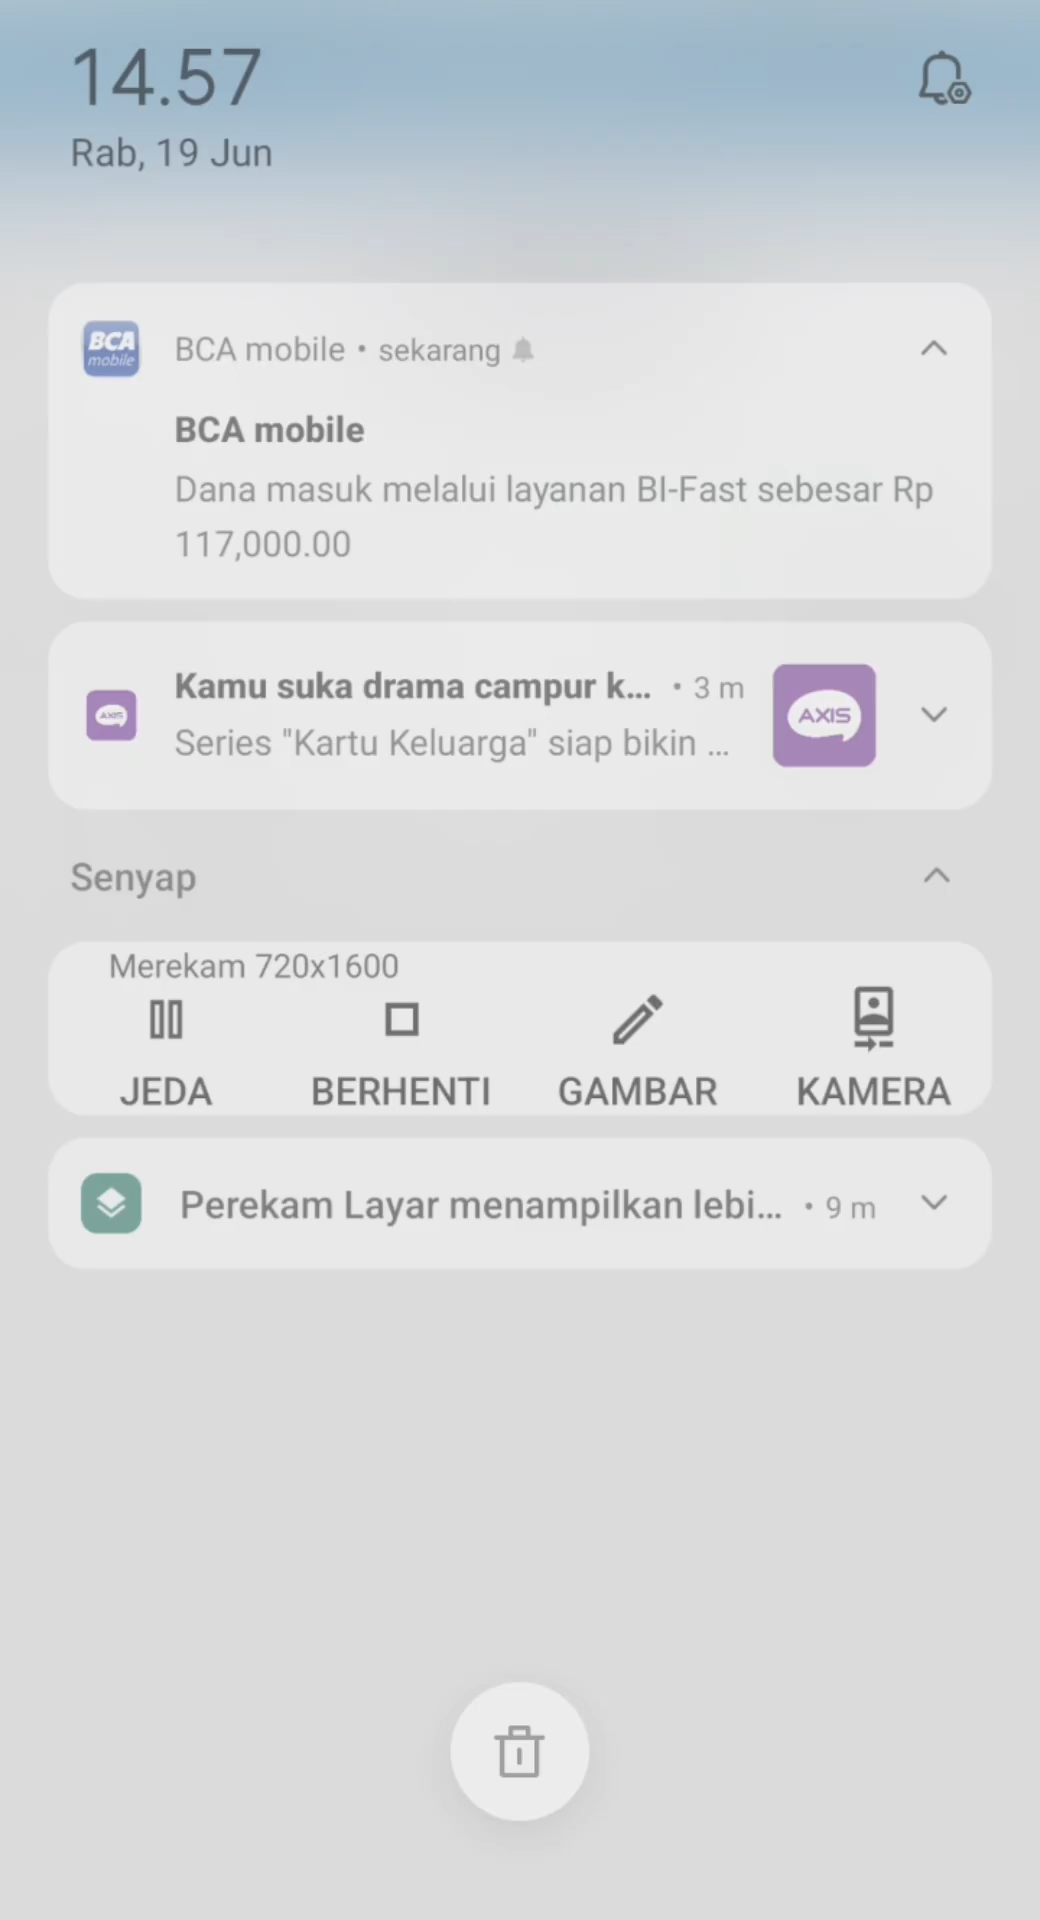 14.57
Rab, 19 Jun
BCA mobile
BCA mobile • sekarang
BCA mobile
Dana masuk melalui layanan BI-Fast sebesar Rp
117,000.00
Kamu suka drama campur k... • 3 m
Series "Kartu Keluarga" siap bikin ...
AXIS
AXIS
Senyap
Merekam 720x1600
JEDA BERHENTI GAMBAR KAMERA
Perekam Layar menampilkan lebi... • 9 m